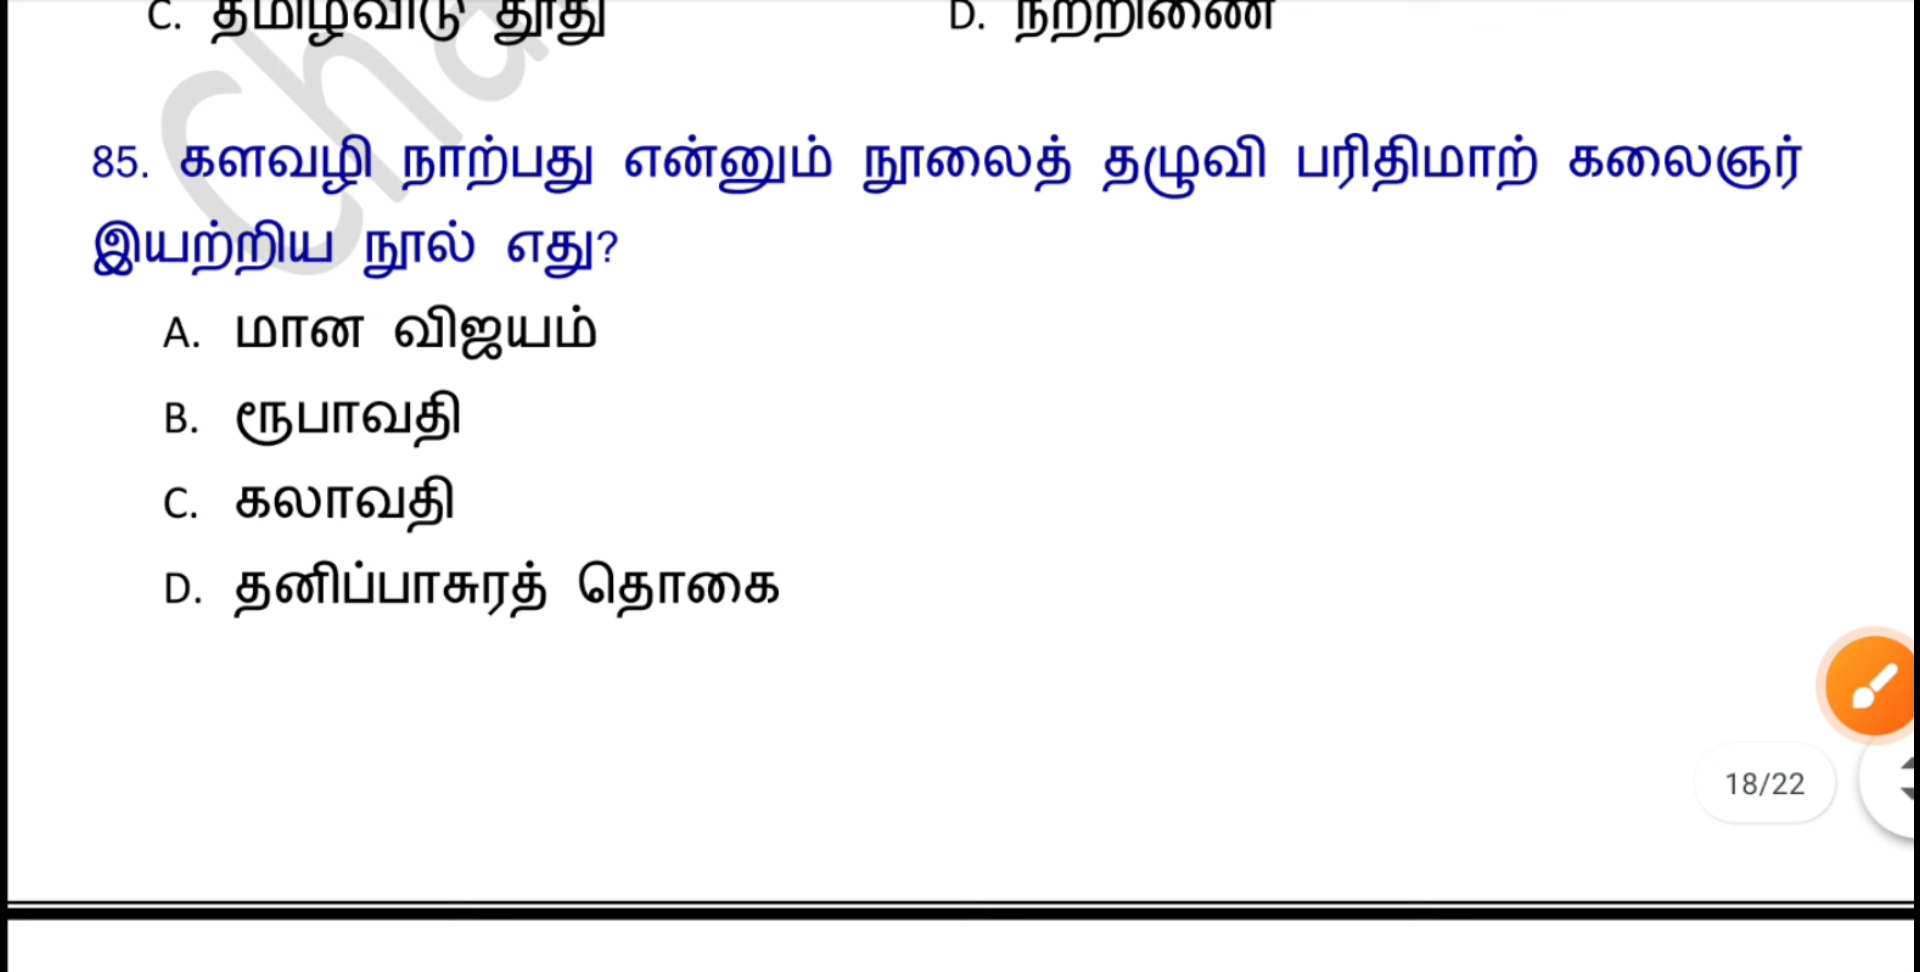 C. தமிழ்விடு தூது D. நற்றிணை
85. களவழி நாற்பது என்னும் நூலைத் தழுவி பரிதிமாற் கலைஞர்
இயற்றிய நூல் எது?
A. மான விஜயம்
B. ரூபாவதி
C. கலாவதி
D. தனிப்பாசுரத் தொகை
18/22